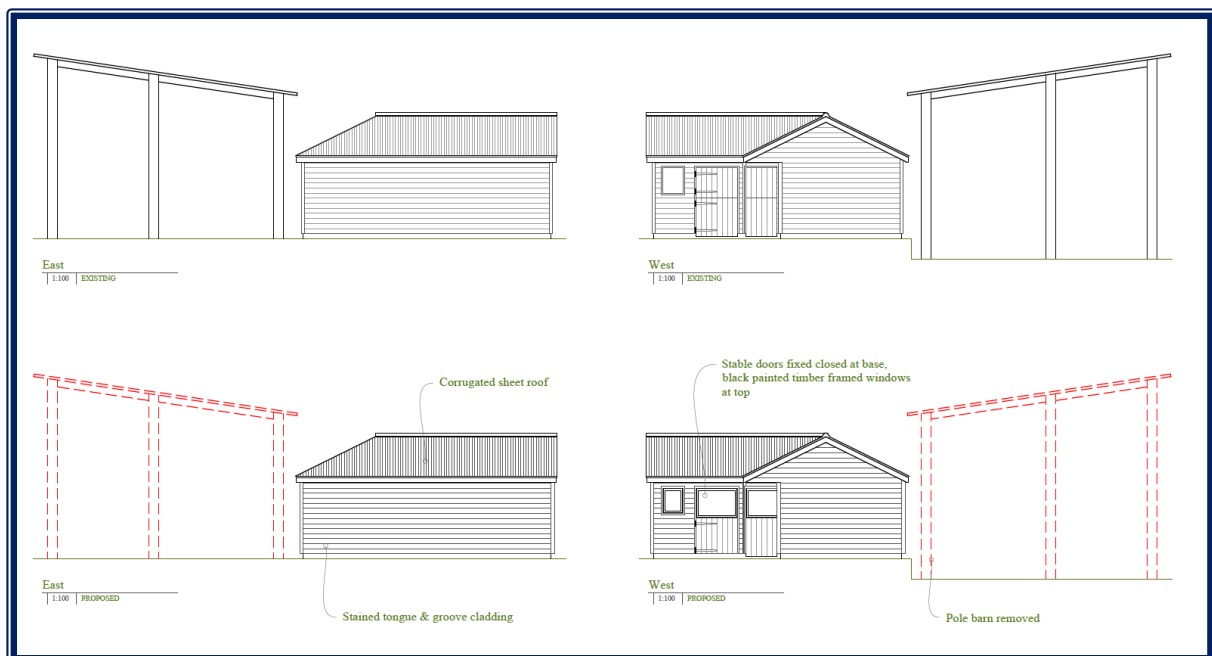 East
1:100 EXISTING
West
1:100 EXISTING
Corrugated sheet roof
Stable doors fixed closed at base,
black painted timber framed windows
at top
East
1:100 PROPOSED
Stained tongue & groove cladding
West
1:100 PROPOSED
Pole barn removed